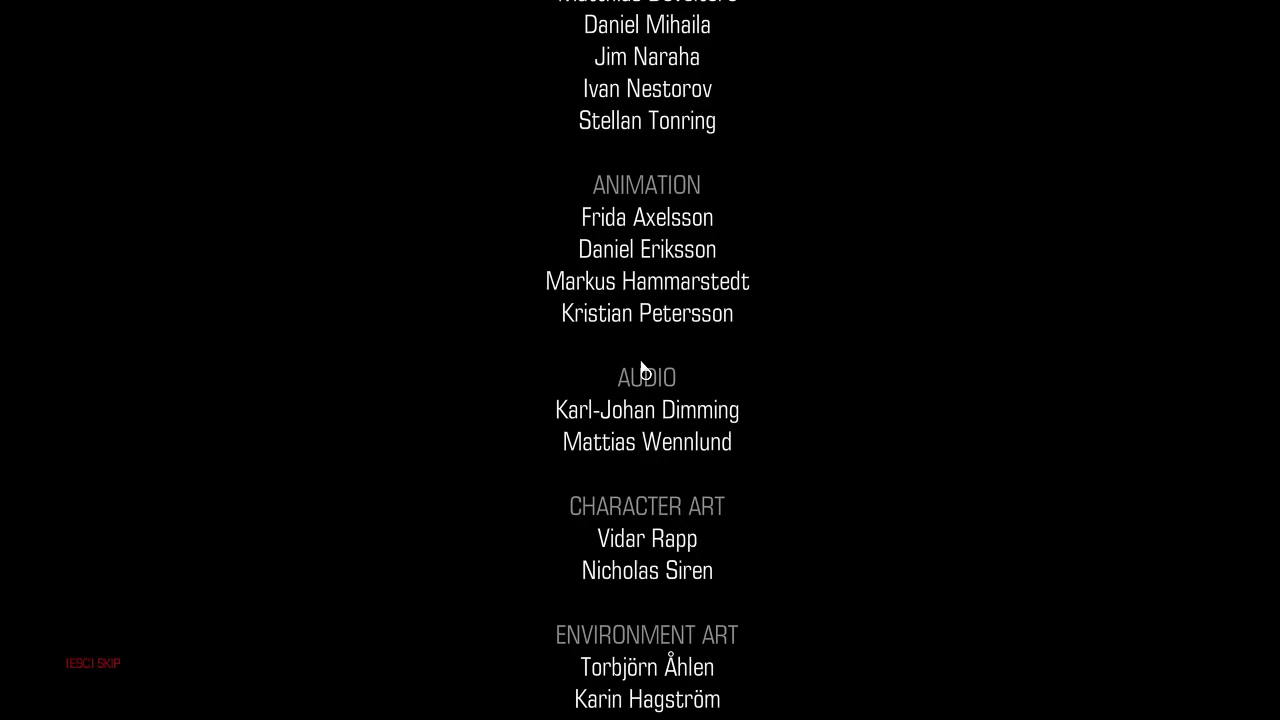 Daniel Mihaila
Jim Naraha
Ivan Nestorov
Stellan Tonring
ANIMATION
Frida Axelsson
Daniel Eriksson
Markus Hammarstedt
Kristian Petersson
AUDIO
Karl-Johan Dimming
Mattias Wennlund
CHARACTER ART
Vidar Rapp
Nicholas Siren
ENVIRONMENT ART
Torbjörn Åhlen
Karin Hagström
[ESC] SKIP